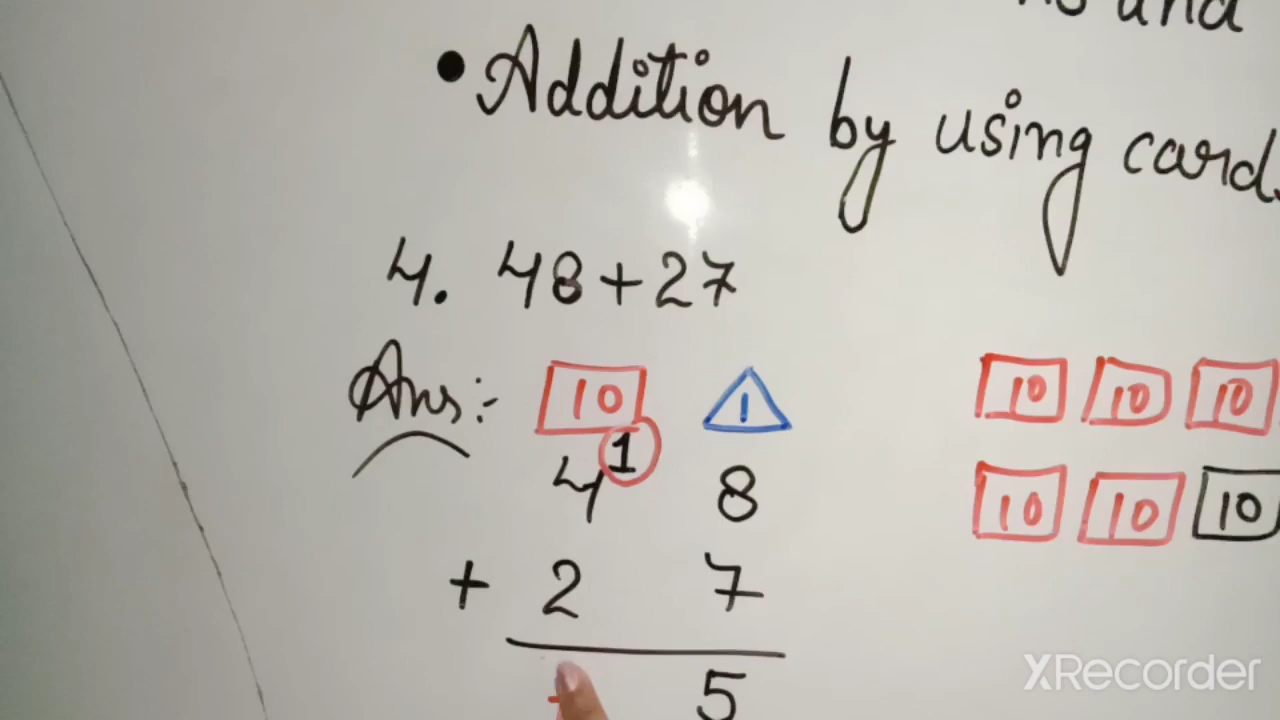 and
• Addition by using card
4. 48+27
Ans:- 10 1
10 10 10
1
4 8
10 10 10
+ 2 7
5
XRecorder